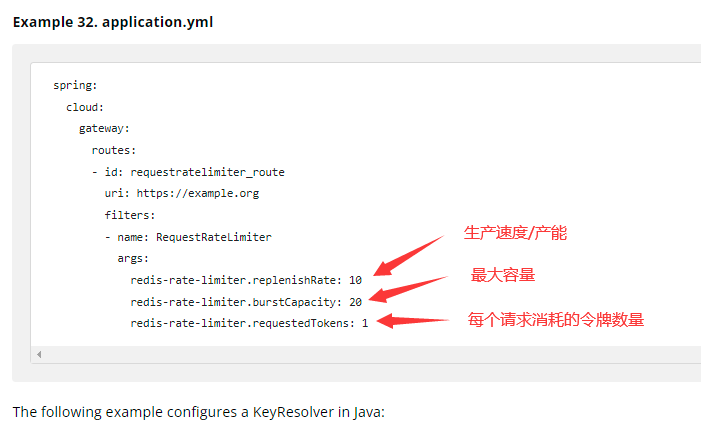 Example 32. application.yml
spring:
cloud:
gateway:
routes:
- id: requestratelimiter_route
uri: https://example.org
filters:
- name: RequestRateLimiter
生产速度/产能
args:
redis-rate-limiter.replenishRate: 10
最大容量
redis-rate-limiter.burstCapacity: 20
redis-rate-limiter.requestedTokens: 1
每个请求消耗的令牌数量
The following example configures a KeyResolver in Java: